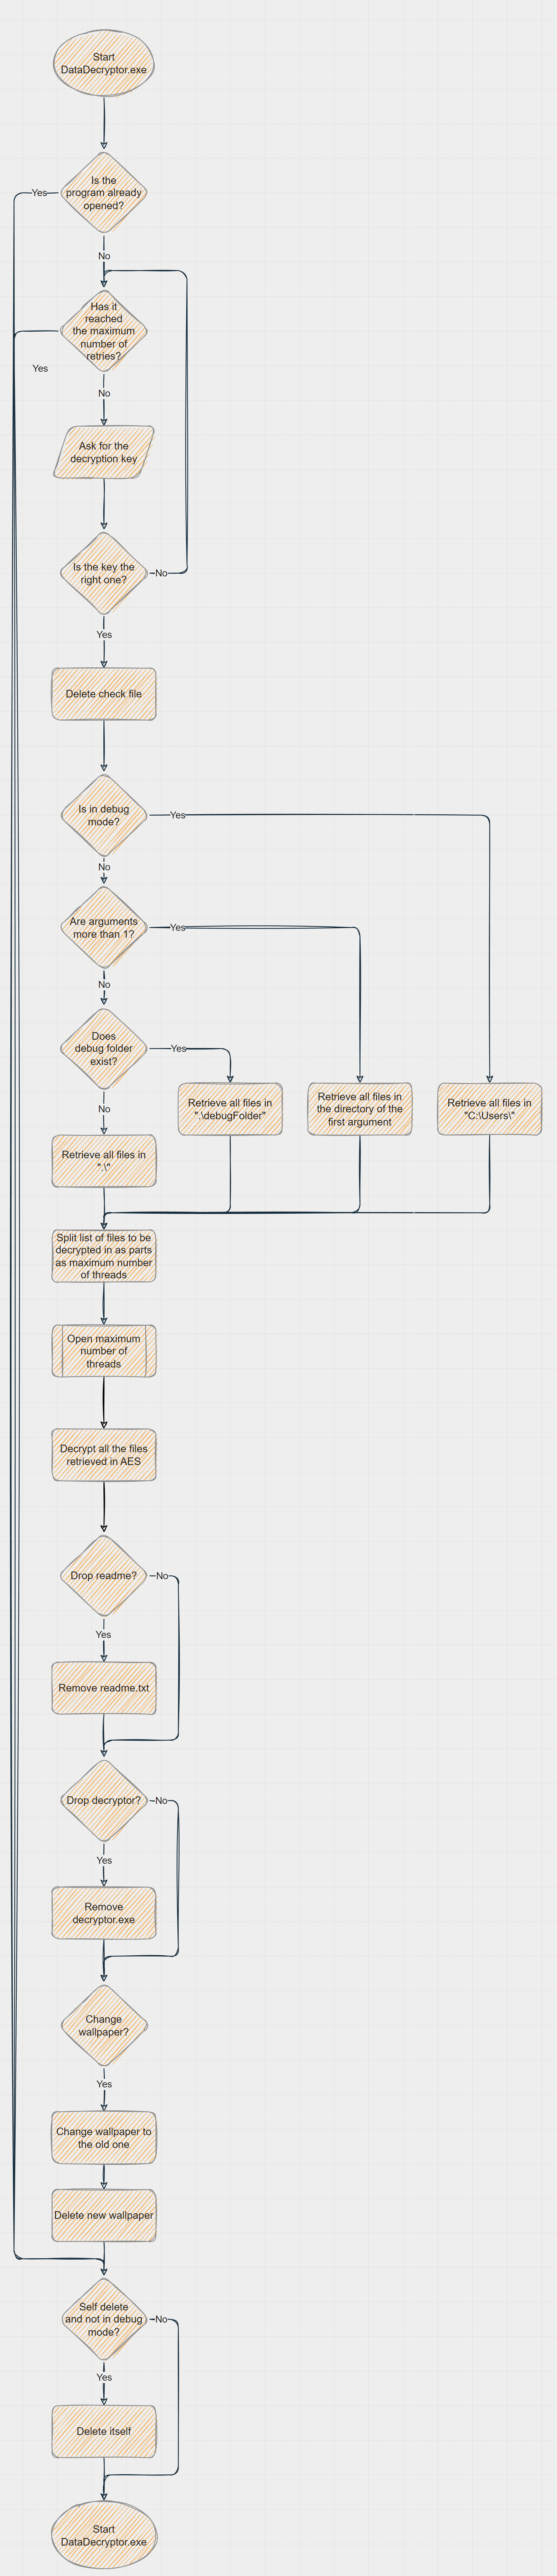 Start
DataDecryptor.exe
Is the
program already
opened?
Yes
No
Has it
reached
the maximum
number of
retries?
Yes
No
Ask for the
decryption key
Is the key the
right one?
No
Yes
Delete check file
Is in debug
mode?
Yes
No
Are arguments
more than 1?
Yes
No
Does
debug folder
exist?
Yes
No
Retrieve all files in
".\debugFolder"
Retrieve all files in
the directory of the
first argument
Retrieve all files in
"C:\Users\"
Retrieve all files in
".\"
Split list of files to be
decrypted in as parts
as maximum number
of threads
Open maximum
number of
threads
Decrypt all the files
retrieved in AES
Drop readme?
No
Yes
Remove readme.txt
Drop decryptor?
No
Yes
Remove
decryptor.exe
Change
wallpaper?
Yes
Change wallpaper to
the old one
Delete new wallpaper
Self delete
and not in debug
mode?
No
Yes
Delete itself
Start
DataDecryptor.exe